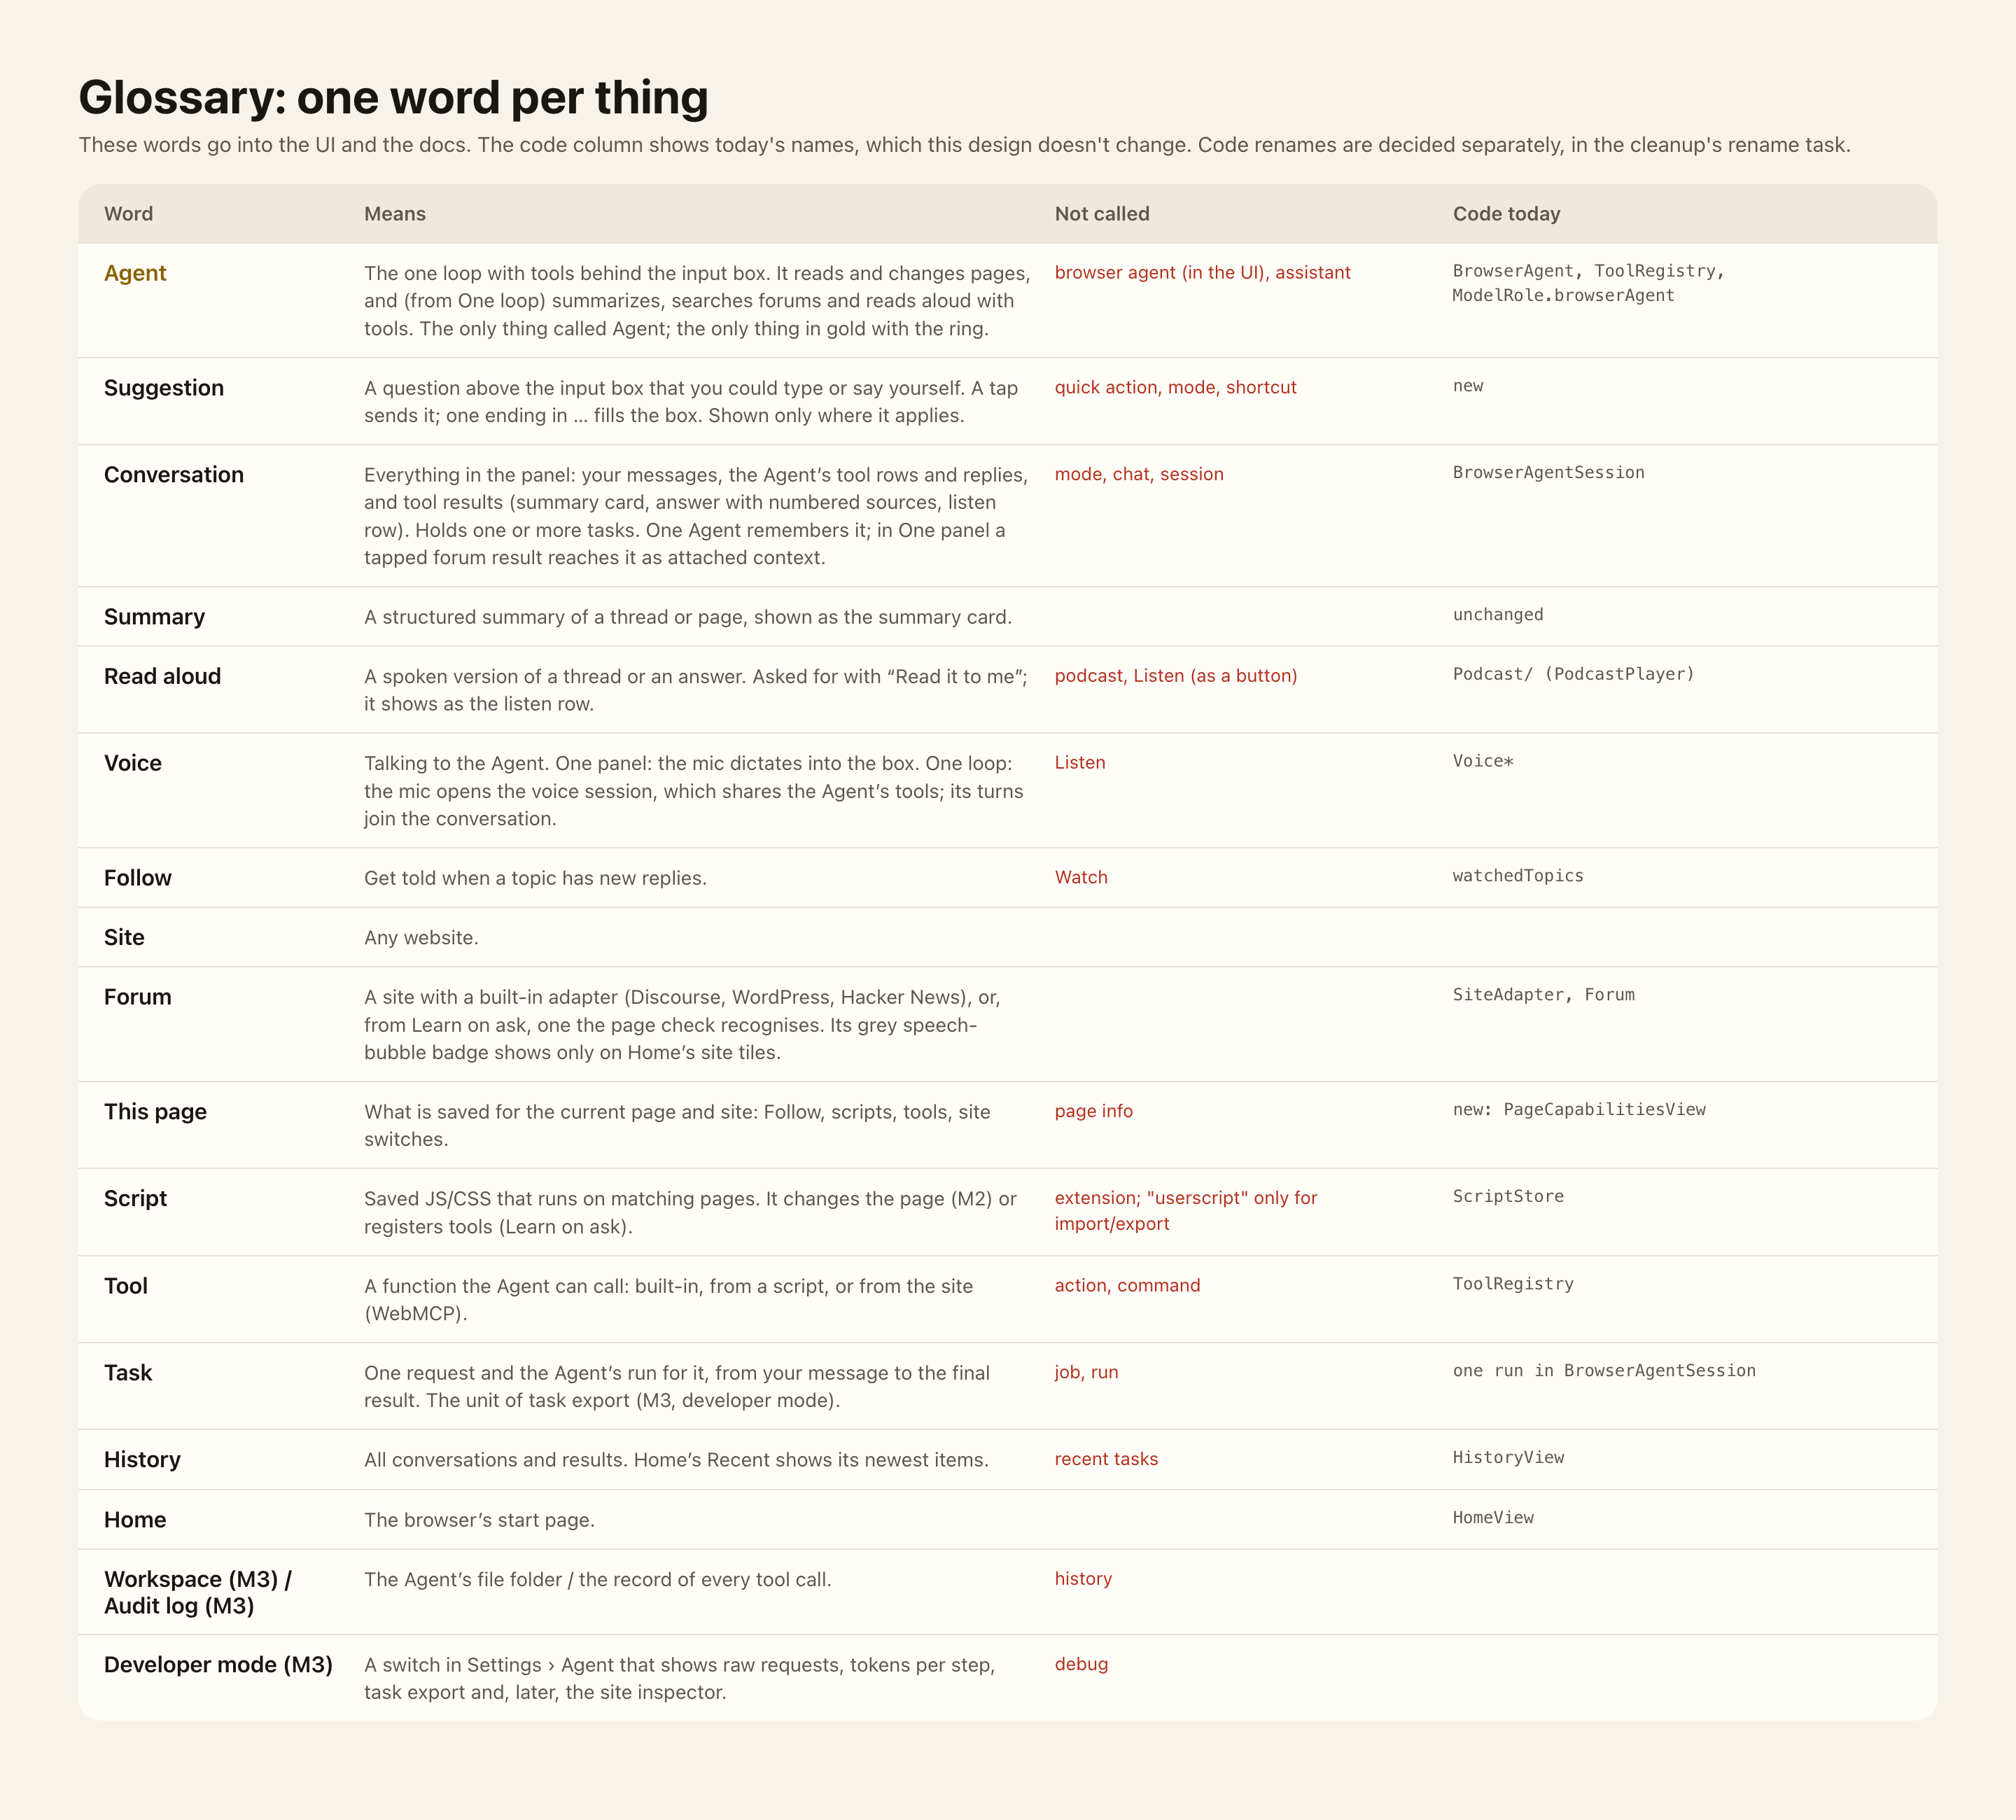 Glossary: one word per thing
These words go into the UI and the docs. The code column shows today's names, which this design doesn't change. Code renames are decided separately, in the cleanup's rename task.
Word Means Not called Code today
Agent
The one loop with tools behind the input box. It reads and changes pages,
and (from One loop) summarizes, searches forums and reads aloud with
tools. The only thing called Agent; the only thing in gold with the ring.
browser agent (in the UI), assistant
BrowserAgent, ToolRegistry,
ModelRole.browserAgent
Suggestion
A question above the input box that you could type or say yourself. A tap
sends it; one ending in … fills the box. Shown only where it applies.
quick action, mode, shortcut
new
Conversation
Everything in the panel: your messages, the Agent’s tool rows and replies,
and tool results (summary card, answer with numbered sources, listen
row). Holds one or more tasks. One Agent remembers it; in One panel a
tapped forum result reaches it as attached context.
mode, chat, session
BrowserAgentSession
Summary
A structured summary of a thread or page, shown as the summary card.
unchanged
Read aloud
A spoken version of a thread or an answer. Asked for with “Read it to me”;
it shows as the listen row.
podcast, Listen (as a button)
Podcast/ (PodcastPlayer)
Voice
Talking to the Agent. One panel: the mic dictates into the box. One loop:
the mic opens the voice session, which shares the Agent’s tools; its turns
join the conversation.
Listen
Voice*
Follow
Get told when a topic has new replies.
Watch
watchedTopics
Site
Any website.
Forum
A site with a built-in adapter (Discourse, WordPress, Hacker News), or,
from Learn on ask, one the page check recognises. Its grey speech-
bubble badge shows only on Home’s site tiles.
SiteAdapter, Forum
This page
What is saved for the current page and site: Follow, scripts, tools, site
switches.
page info
new: PageCapabilitiesView
Script
Saved JS/CSS that runs on matching pages. It changes the page (M2) or
registers tools (Learn on ask).
extension; "userscript" only for
import/export
ScriptStore
Tool
A function the Agent can call: built-in, from a script, or from the site
(WebMCP).
action, command
ToolRegistry
Task
One request and the Agent’s run for it, from your message to the final
result. The unit of task export (M3, developer mode).
job, run
one run in BrowserAgentSession
History
All conversations and results. Home’s Recent shows its newest items.
recent tasks
HistoryView
Home
The browser’s start page.
HomeView
Workspace (M3) /
Audit log (M3)
The Agent’s file folder / the record of every tool call.
history
Developer mode (M3)
A switch in Settings › Agent that shows raw requests, tokens per step,
task export and, later, the site inspector.
debug